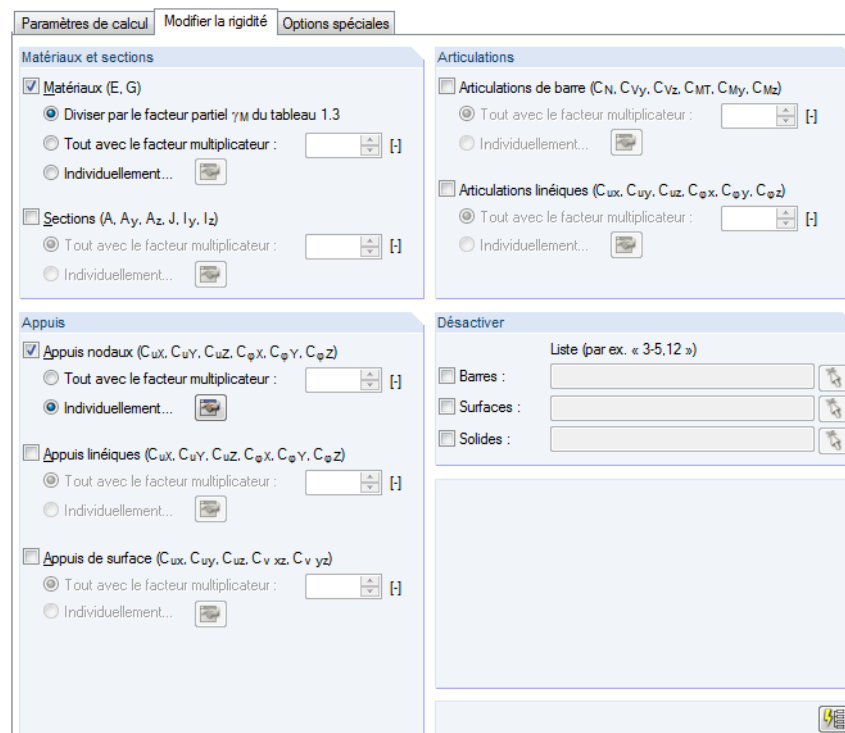 Paramètres de calcul
Modifier la rigidité
Options spéciales
Matériaux et sections
Matériaux (E, G)
Diviser par le facteur partiel γM du tableau 1.3
Tout avec le facteur multiplicateur :
[-]
Individuellement...
Sections (A, Ay, Az, J, Iy, Iz)
Tout avec le facteur multiplicateur :
[-]
Individuellement...
Articulations
Articulations de barre (CN, CVy, CVz, CMT, CMy, CMz)
Tout avec le facteur multiplicateur :
[-]
Individuellement...
Articulations linéiques (Cux, Cuy, Cuz, Cφx, Cφy, Cφz)
Tout avec le facteur multiplicateur :
[-]
Individuellement...
Appuis
Appuis nodaux (CuX, CuY, CuZ, CφX, CφY, CφZ)
Tout avec le facteur multiplicateur :
[-]
Individuellement...
Appuis linéiques (CuX, CuY, CuZ, CφX, CφY, CφZ)
Tout avec le facteur multiplicateur :
[-]
Individuellement...
Appuis de surface (Cux, Cuy, Cuz, Cv xz, Cv yz)
Tout avec le facteur multiplicateur :
[-]
Individuellement...
Désactiver
Liste (par ex. « 3-5,12 »)
Barres :
Surfaces :
Solides :